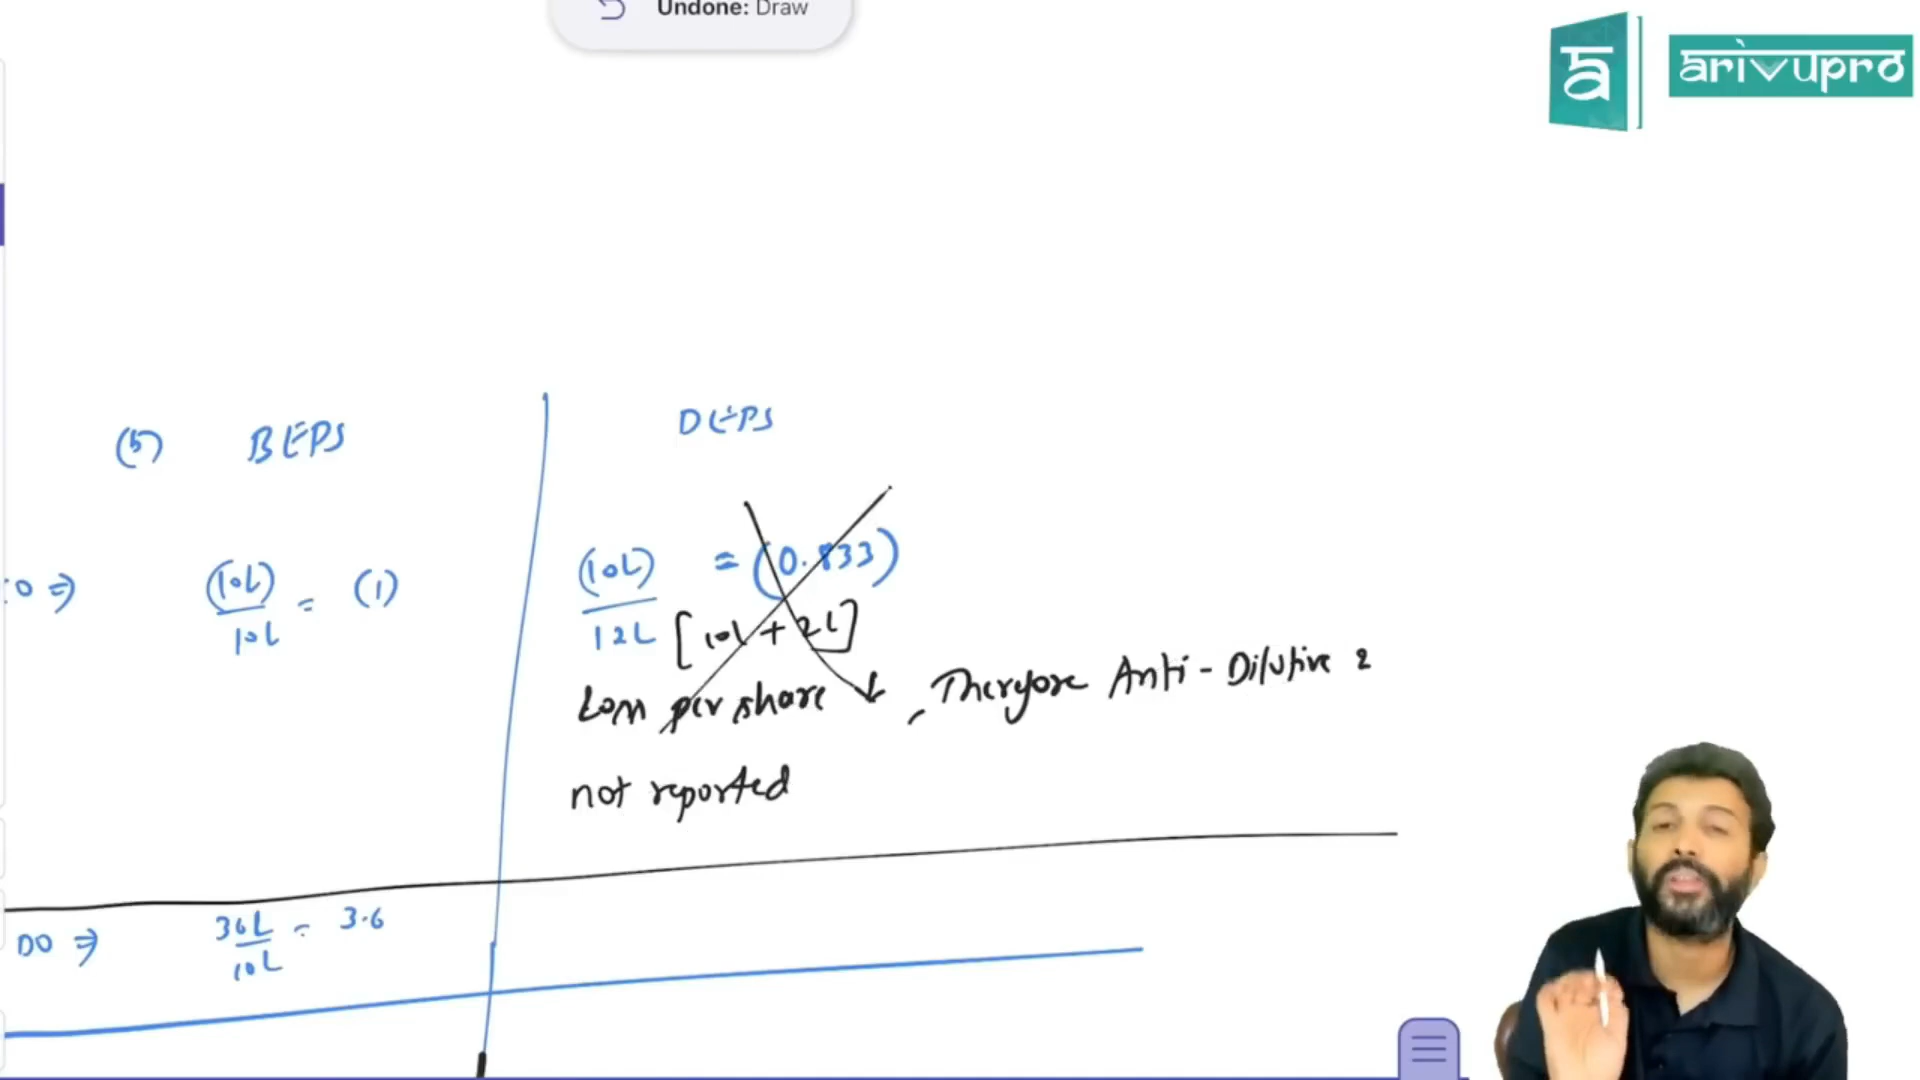 Undone: Draw
arivupro
(5) BEPS
DEPS
(10L) / 10L = (1)
(10L) / 12L = (0.833)
[10L + 2L]
Loss per share ↓, Therefore Anti-Dilutive &
not reported
DO ⇒ 36L / 10L = 3.6